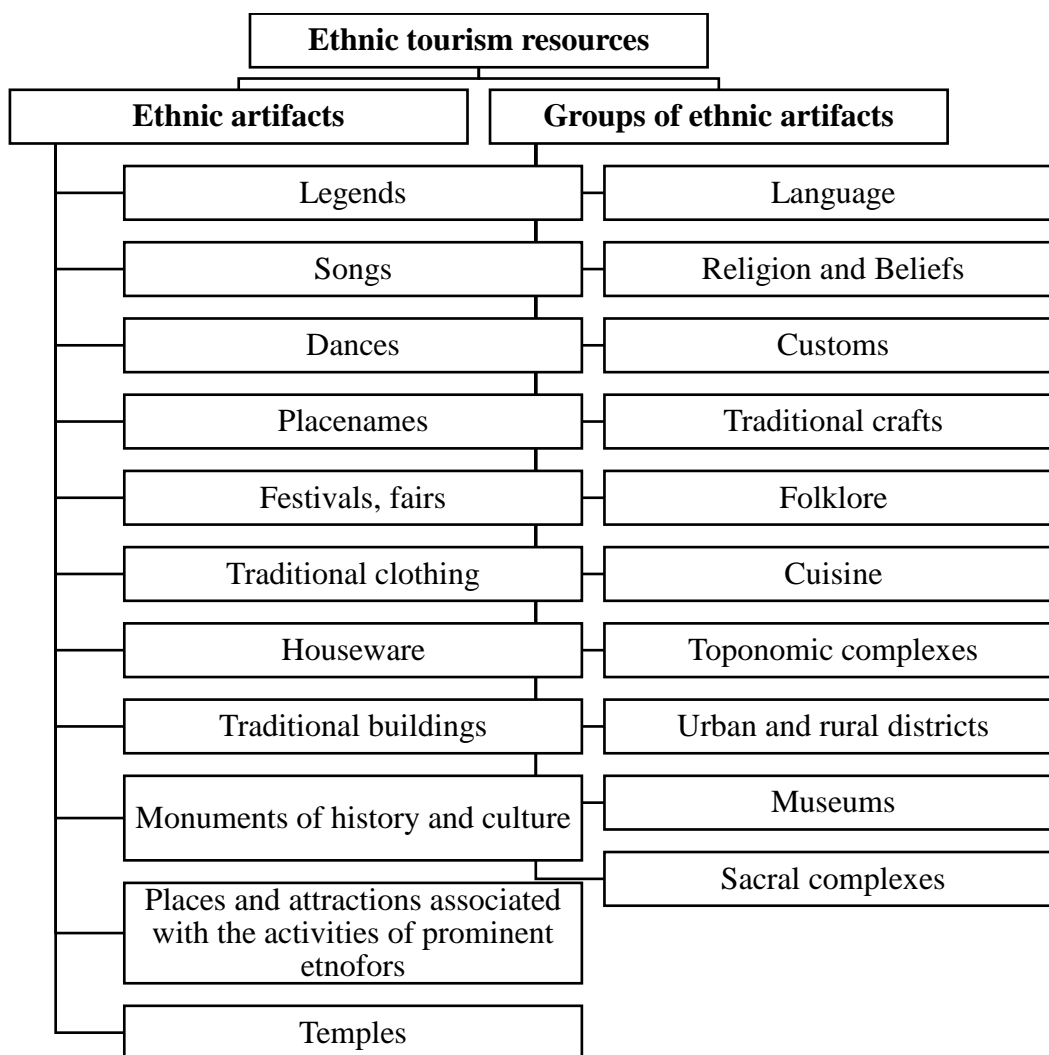 Ethnic tourism resources
Ethnic artifacts
Legends
Songs
Dances
Placenames
Festivals, fairs
Traditional clothing
Houseware
Traditional buildings
Monuments of history and culture
Places and attractions associated
with the activities of prominent
etnofors
Temples
Groups of ethnic artifacts
Language
Religion and Beliefs
Customs
Traditional crafts
Folklore
Cuisine
Toponomic complexes
Urban and rural districts
Museums
Sacral complexes